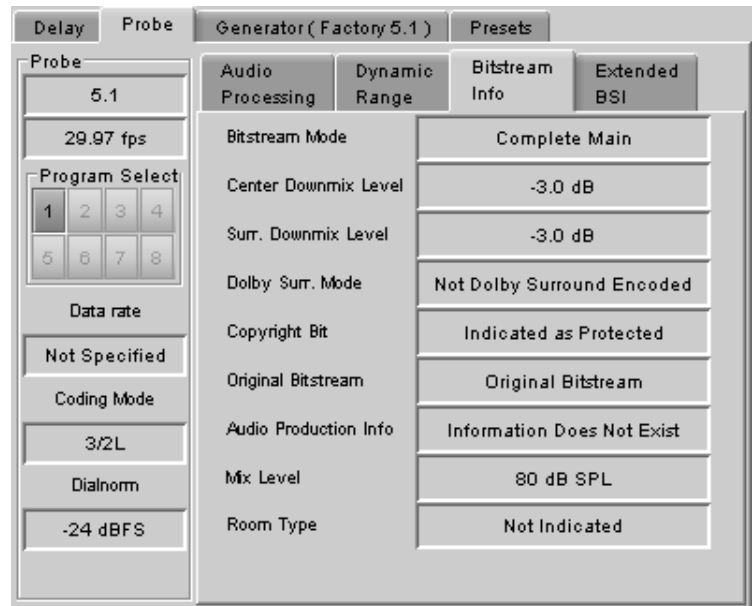 Delay Probe Generator ( Factory 5.1 ) Presets
Probe
5.1
29.97 fps
Program Select
1 2 3 4
5 6 7 8
Data rate
Not Specified
Coding Mode
3/2L
Dialnorm
-24 dBFS
Audio Processing
Dynamic Range
Bitstream Info
Extended BSI
Bitstream Mode Complete Main
Center Downmix Level -3.0 dB
Surr. Downmix Level -3.0 dB
Dolby Surr. Mode Not Dolby Surround Encoded
Copyright Bit Indicated as Protected
Original Bitstream Original Bitstream
Audio Production Info Information Does Not Exist
Mix Level 80 dB SPL
Room Type Not Indicated